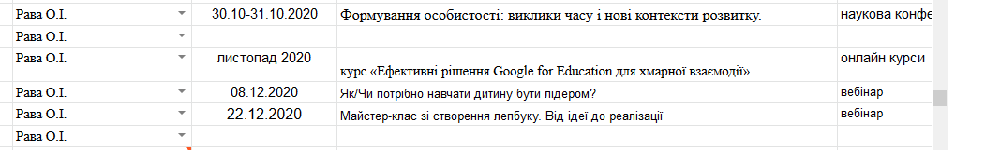 Рава О.І. 30.10-31.10.2020 Формування особистості: виклики часу і нові контексти розвитку. наукова конфе
Рава О.І.
Рава О.І. листопад 2020 курс «Ефективні рішення Google for Education для хмарної взаємодії» онлайн курси
Рава О.І. 08.12.2020 Як/Чи потрібно навчати дитину бути лідером? вебінар
Рава О.І. 22.12.2020 Майстер-клас зі створення лепбуку. Від ідеї до реалізації вебінар
Рава О.І.